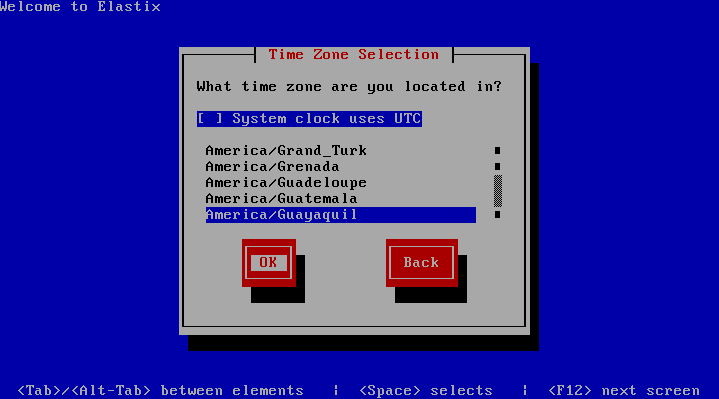 Welcome to Elastix
Time Zone Selection
What time zone are you located in?
[ ] System clock uses UTC
America/Grand_Turk
America/Grenada
America/Guadeloupe
America/Guatemala
America/Guayaquil
OK Back
<Tab>/<Alt-Tab> between elements | <Space> selects | <F12> next screen